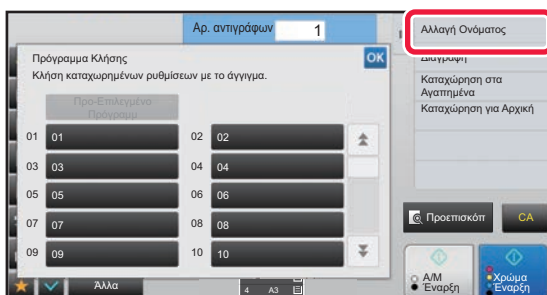 Αρ. αντιγράφων 1
Πρόγραμμα Κλήσης
OK
Κλήση καταχωρημένων ρυθμίσεων με το άγγιγμα.
Προ-Επιλεγμένο
Πρόγραμμ
01 01
02 02
03 03
04 04
05 05
06 06
07 07
08 08
09 09
10 10
Άλλα
4 A3
Αλλαγή Ονόματος
Διαγραφή
Καταχώρηση στα
Αγαπημένα
Καταχώρηση για Αρχική
Προεπισκόπ
CA
Α/Μ
Έναρξη
Χρώμα
Έναρξη